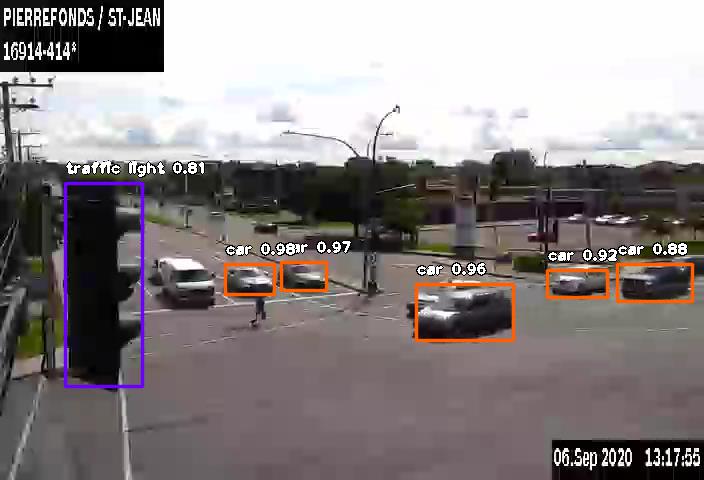 PIERREFONDS / ST-JEAN
16914-414*
traffic light 0.81
car 0.98
ar 0.97
car 0.96
car 0.92
car 0.88
06.Sep 2020 13:17:55